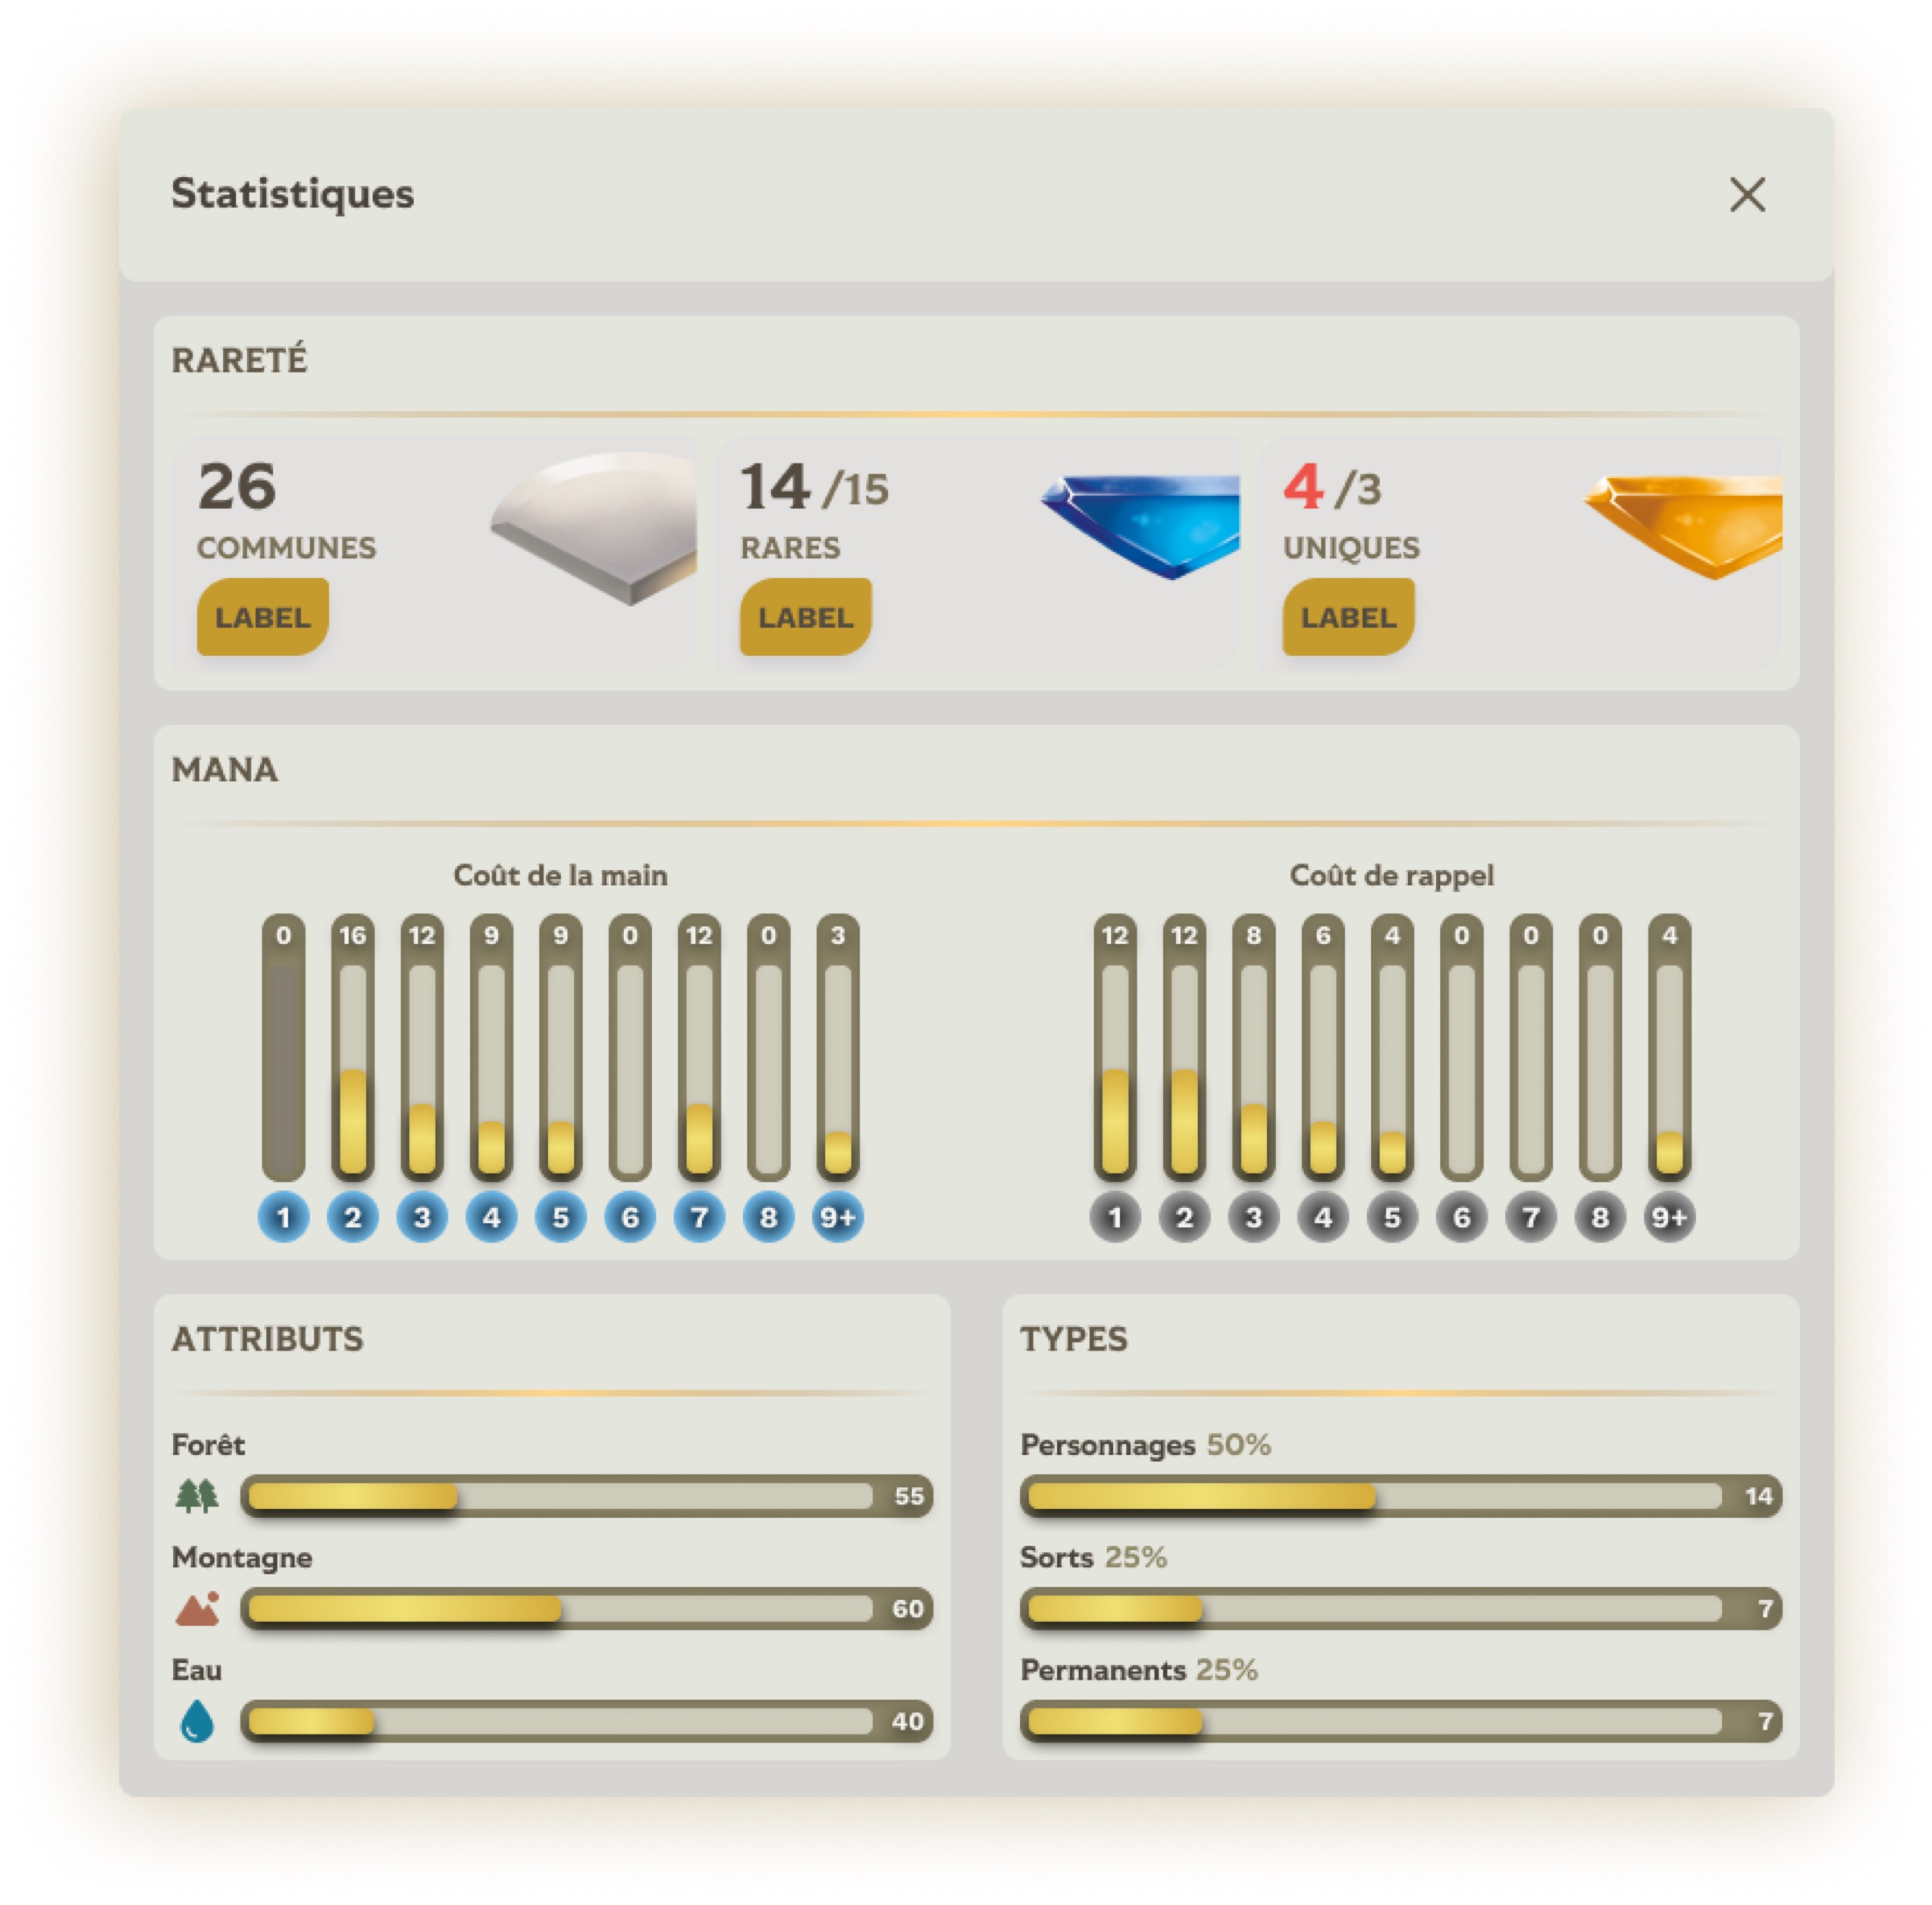 Statistiques
RARETÉ
26
COMMUNES
LABEL
14 /15
RARES
LABEL
4 /3
UNIQUES
LABEL
MANA
Coût de la main
0 16 12 9 9 0 12 0 3
1 2 3 4 5 6 7 8 9+
Coût de rappel
12 12 8 6 4 0 0 0 4
1 2 3 4 5 6 7 8 9+
ATTRIBUTS
Forêt
55
Montagne
60
Eau
40
TYPES
Personnages 50%
14
Sorts 25%
7
Permanents 25%
7